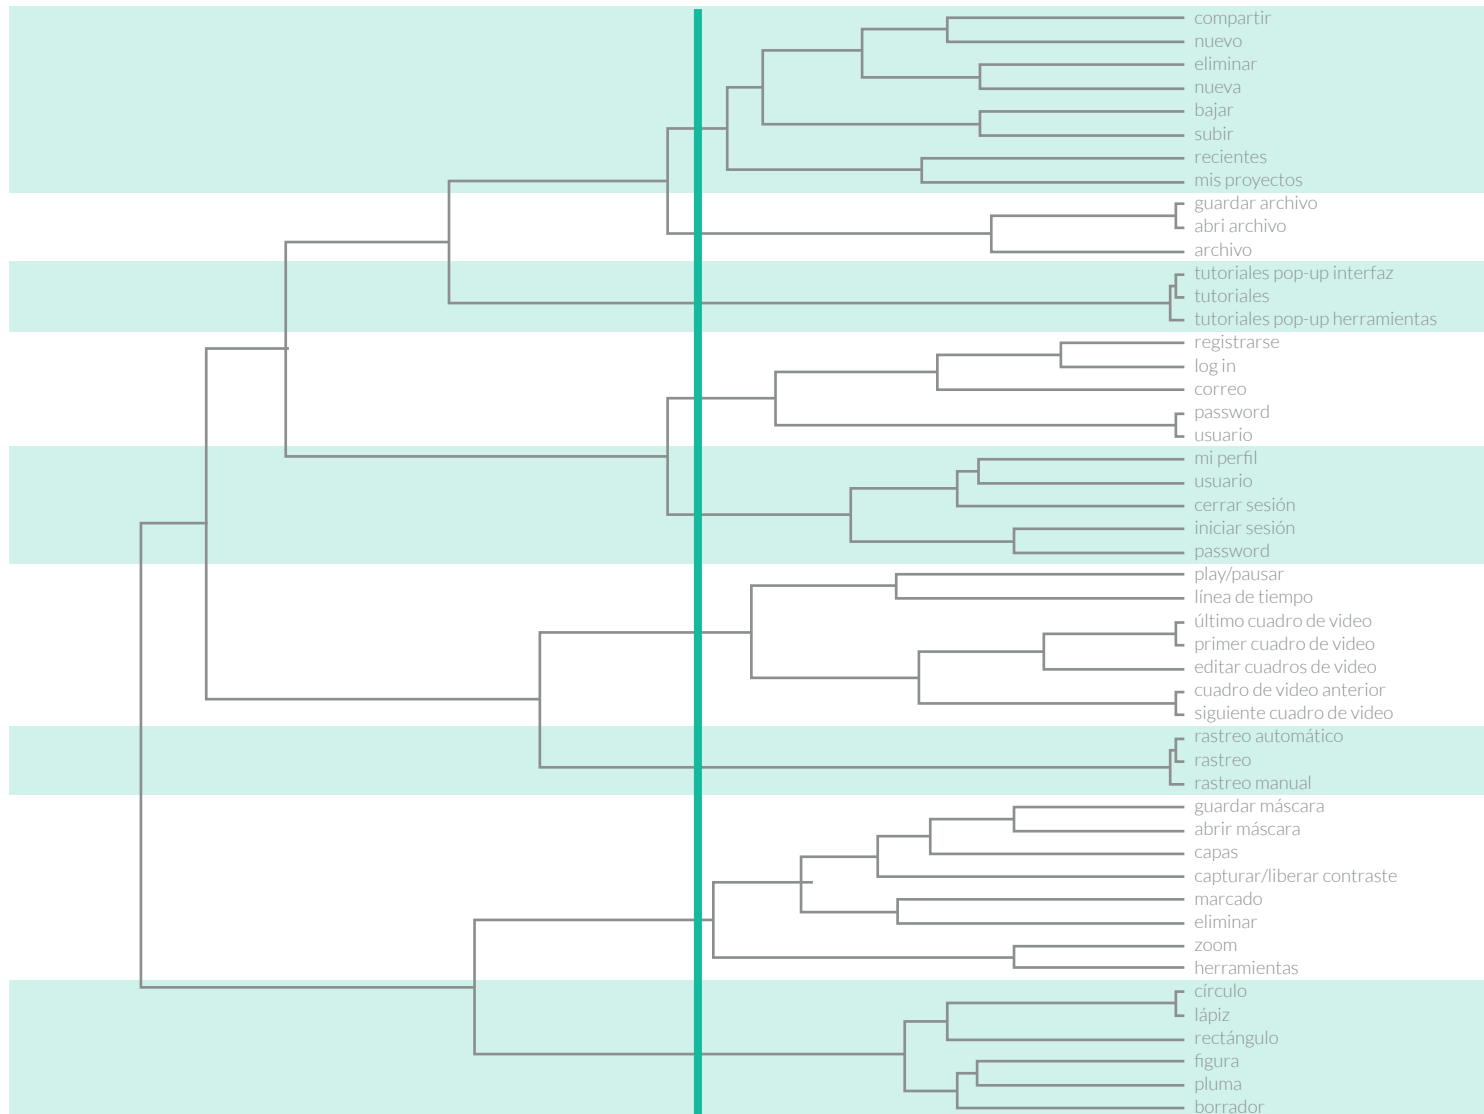 compartir
nuevo
eliminar
nueva
bajar
subir
recientes
mis proyectos
guardar archivo
abri archivo
archivo
tutoriales pop-up interfaz
tutoriales
tutoriales pop-up herramientas
registrarse
log in
correo
password
usuario
mi perfil
usuario
cerrar sesión
iniciar sesión
password
play/pausar
línea de tiempo
último cuadro de video
primer cuadro de video
editar cuadros de video
cuadro de video anterior
siguiente cuadro de video
rastreo automático
rastreo
rastreo manual
guardar máscara
abrir máscara
capas
capturar/liberar contraste
marcado
eliminar
zoom
herramientas
círculo
lápiz
rectángulo
figura
pluma
borrador